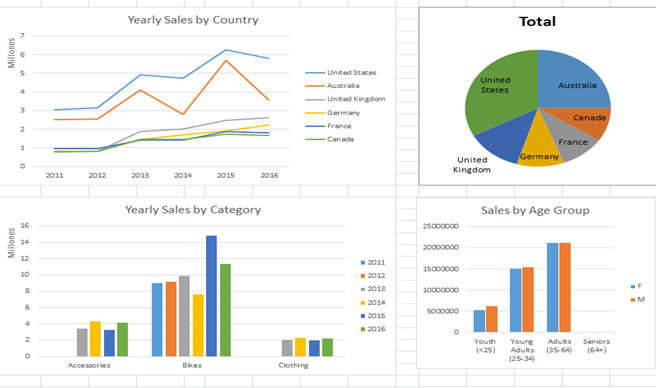 Yearly Sales by Country
Millones
7
6
5
4
3
2
1
0
2011 2012 2013 2014 2015 2016
United States
Australia
United Kingdom
Germany
France
Canada
Total
United States
Australia
Canada
France
Germany
United Kingdom
Yearly Sales by Category
Millones
16
14
12
10
8
6
4
2
0
Accessories Bikes Clothing
2011
2012
2013
2014
2015
2016
Sales by Age Group
25000000
20000000
15000000
10000000
5000000
0
Youth (<25)
Young Adults (25-34)
Adults (35-64)
Seniors (64+)
F
M